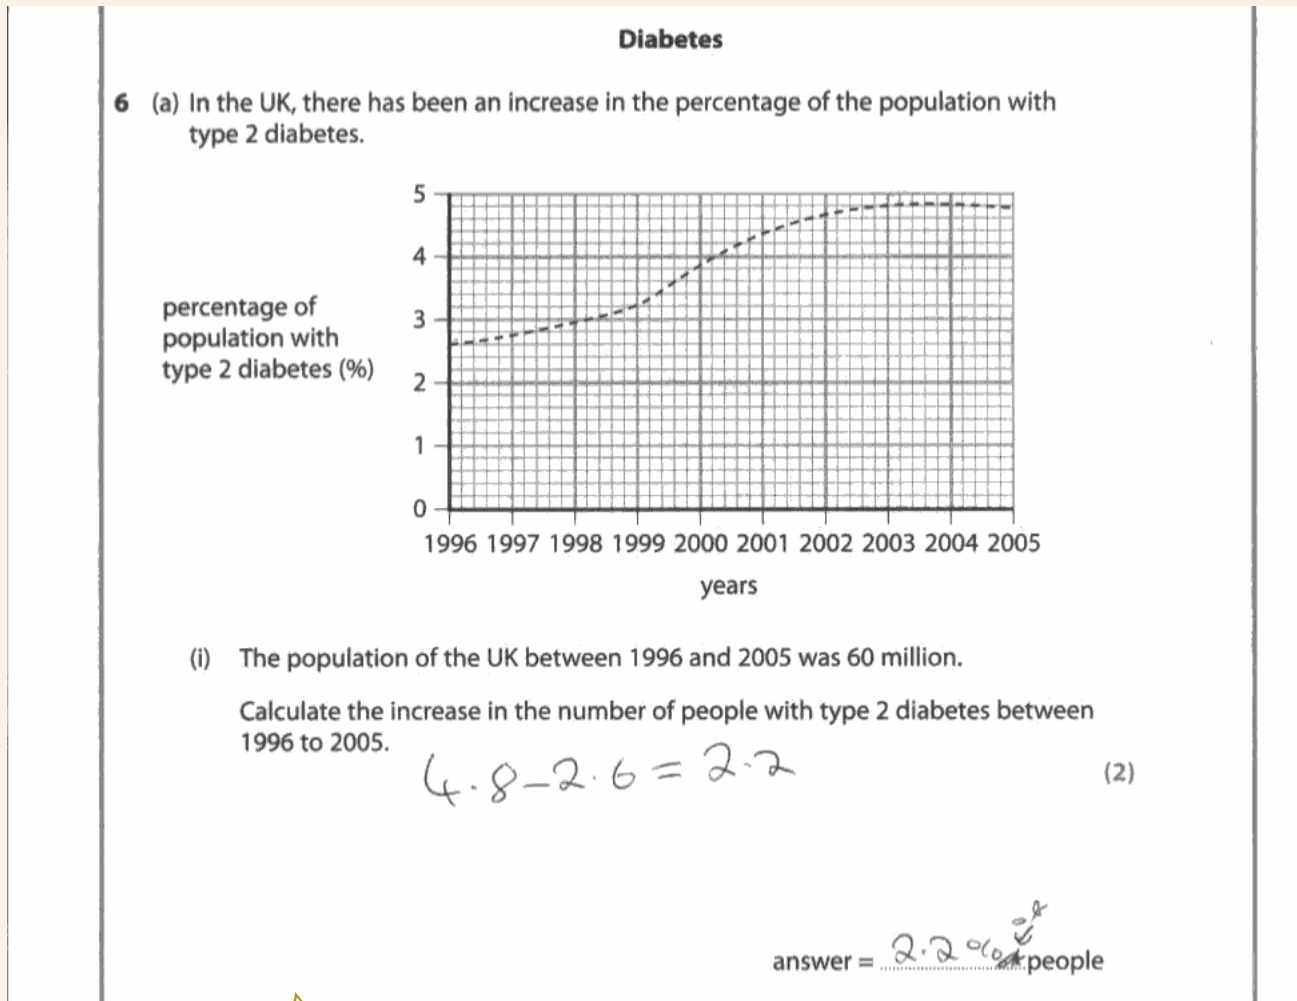 Diabetes
6 (a) In the UK, there has been an increase in the percentage of the population with
type 2 diabetes.
5
4
3
2
1
0
percentage of
population with
type 2 diabetes (%)
1996 1997 1998 1999 2000 2001 2002 2003 2004 2005
years
(i) The population of the UK between 1996 and 2005 was 60 million.
Calculate the increase in the number of people with type 2 diabetes between
1996 to 2005.
4.8-2.6 = 2.2
(2)
of
answer = 2.2% people